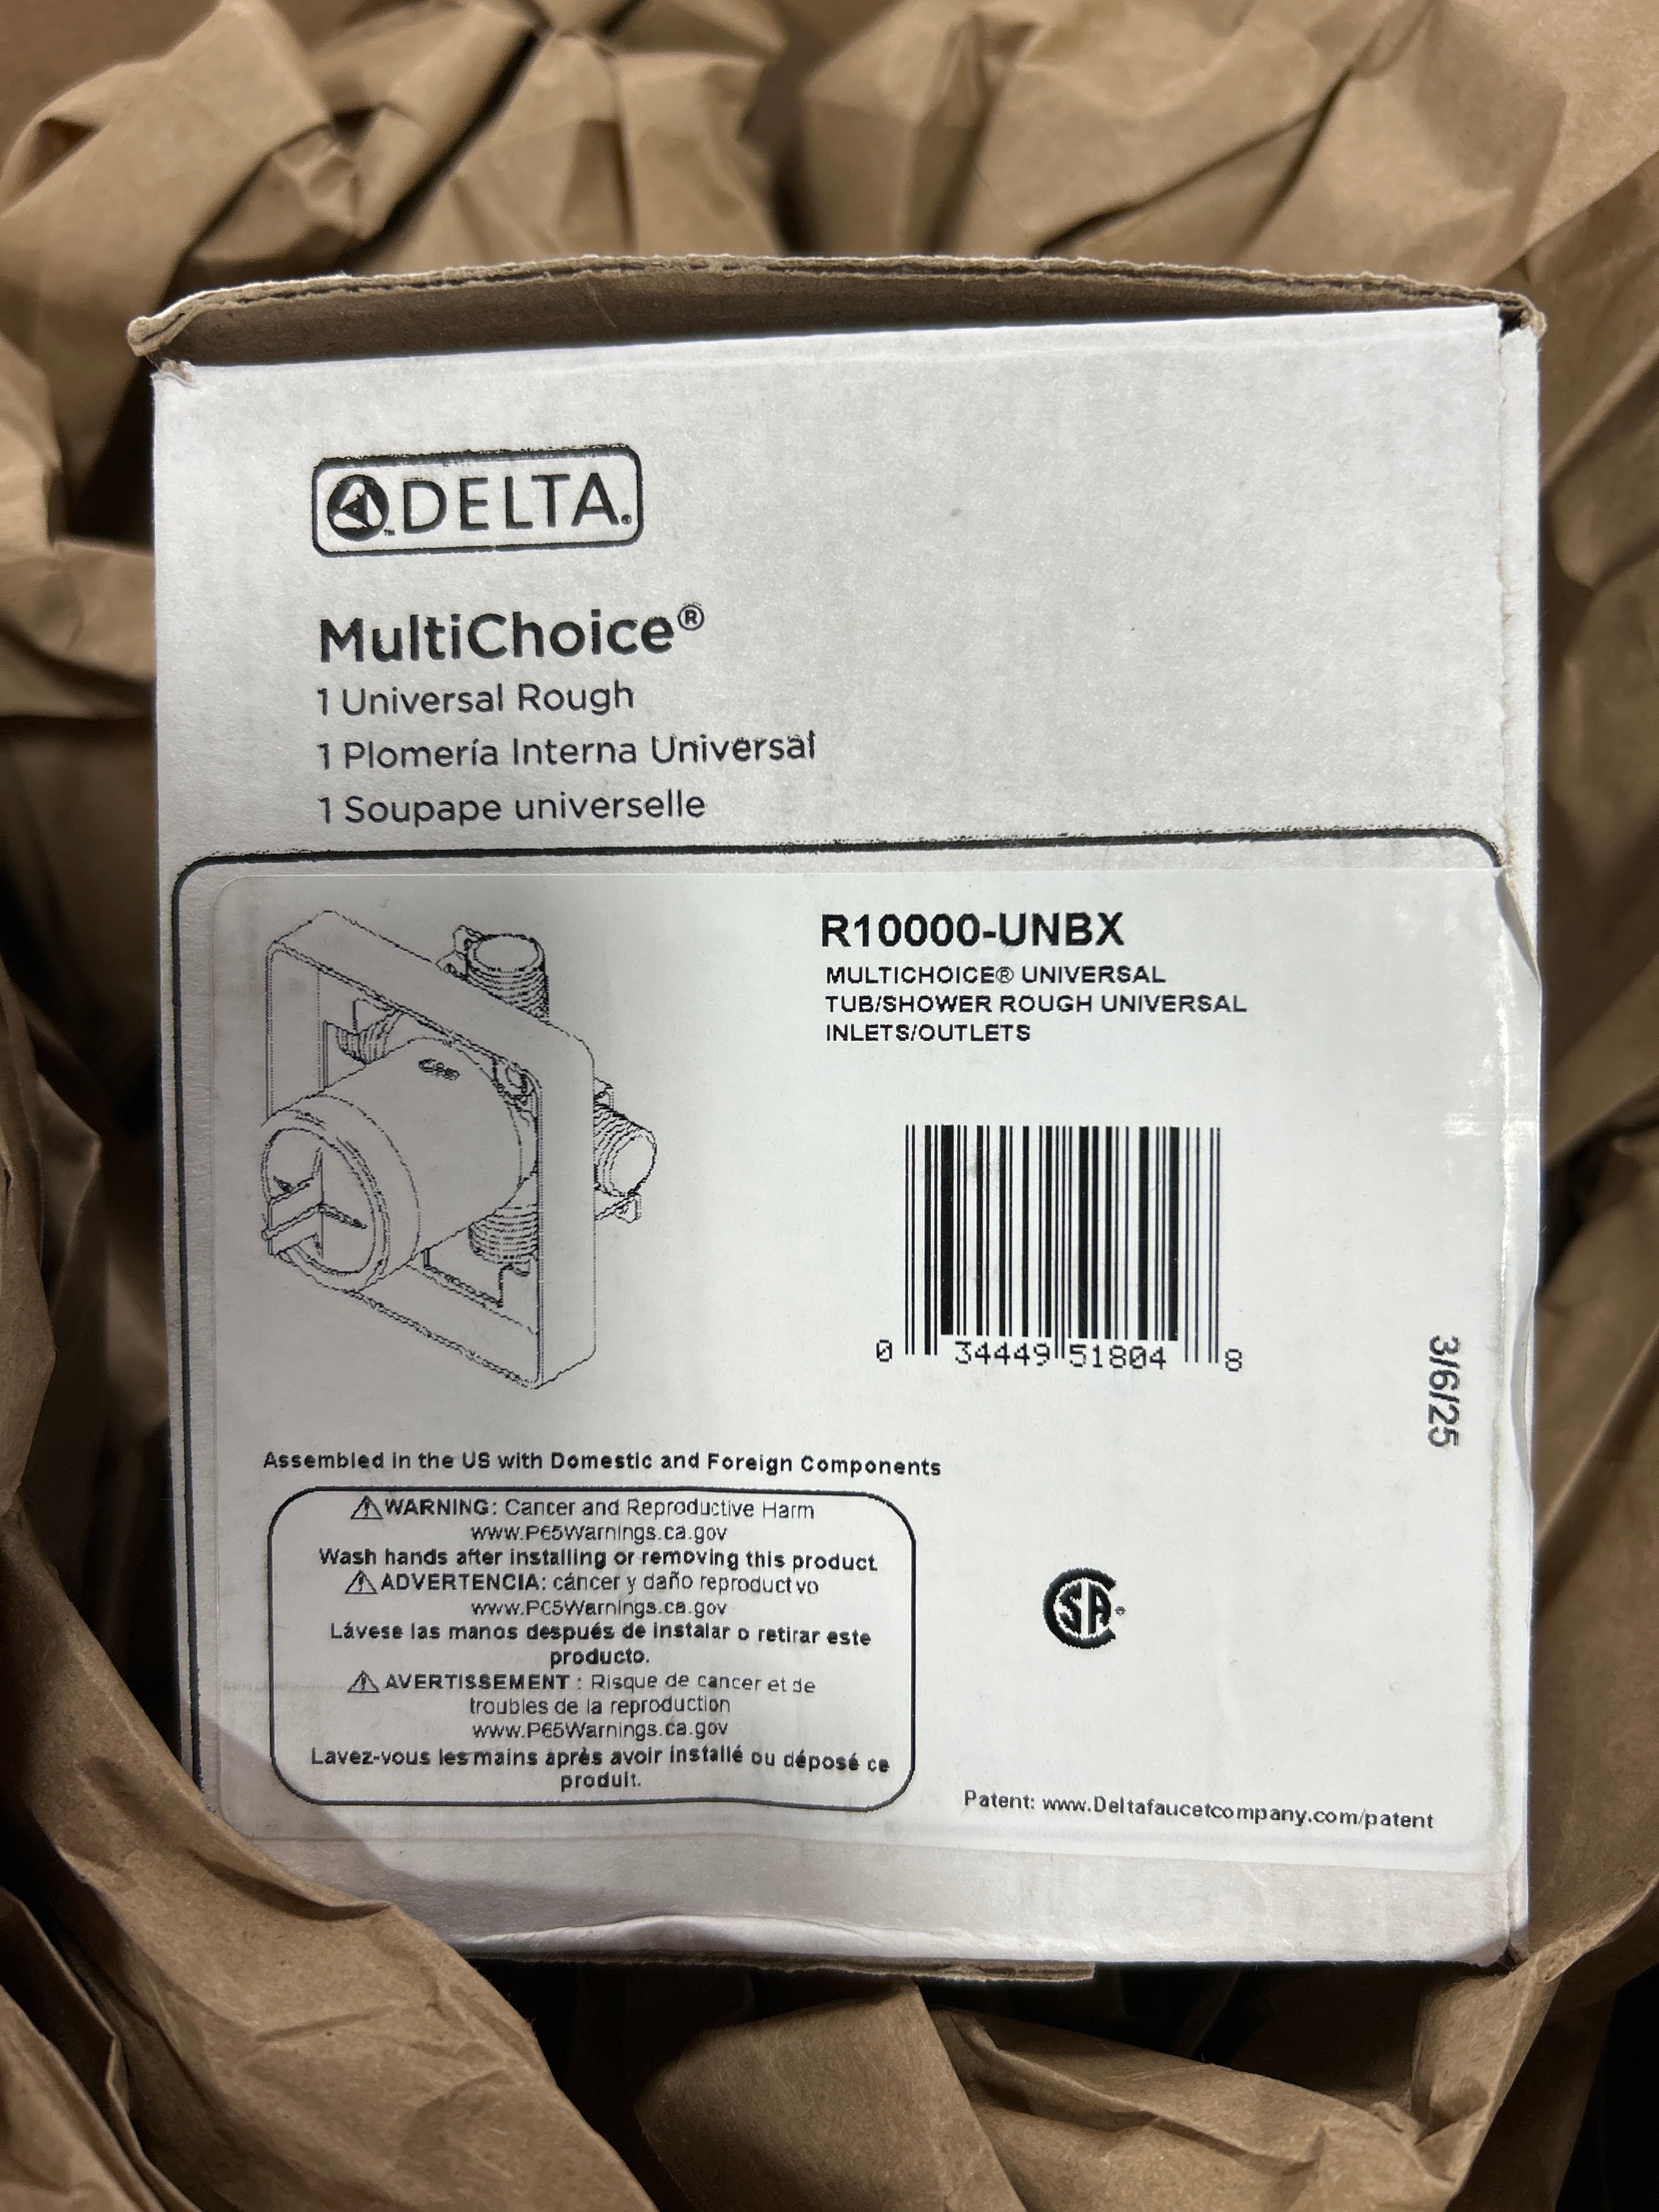 DELTA®
MultiChoice®
1 Universal Rough
1 Plomería Interna Universal
1 Soupape universelle
R10000-UNBX
MULTICHOICE® UNIVERSAL
TUB/SHOWER ROUGH UNIVERSAL
INLETS/OUTLETS
0 34449 51804 8
3/6/25
Assembled in the US with Domestic and Foreign Components
⚠WARNING: Cancer and Reproductive Harm
www.P65Warnings.ca.gov
Wash hands after installing or removing this product.
⚠ADVERTENCIA: cáncer y daño reproductivo
www.P65Warnings.ca.gov
Lávese las manos después de instalar o retirar este
producto.
⚠AVERTISSEMENT : Risque de cancer et de
troubles de la reproduction
www.P65Warnings.ca.gov
Lavez-vous les mains après avoir installé ou déposé ce
produit.
SA®
Patent: www.Deltafaucetcompany.com/patent